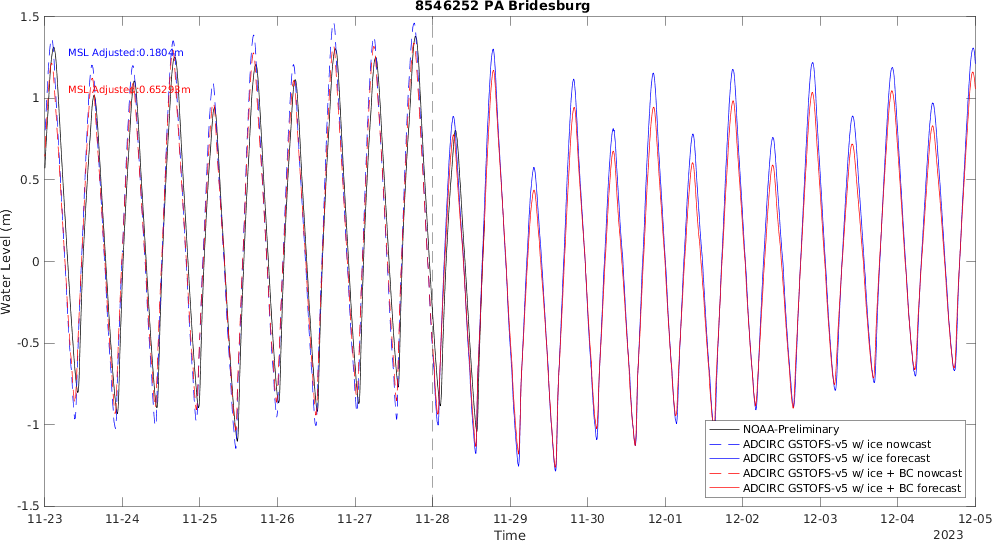 8546252 PA Bridesburg
MSL Adjusted:0.1804m
MSL Adjusted:0.65293m
Water Level (m)
1.5
1
0.5
0
-0.5
-1
-1.5
NOAA-Preliminary
ADCIRC GSTOFS-v5 w/ ice nowcast
ADCIRC GSTOFS-v5 w/ ice forecast
ADCIRC GSTOFS-v5 w/ ice + BC nowcast
ADCIRC GSTOFS-v5 w/ ice + BC forecast
11-23 11-24 11-25 11-26 11-27 11-28 11-29 11-30 12-01 12-02 12-03 12-04 12-05
Time
2023